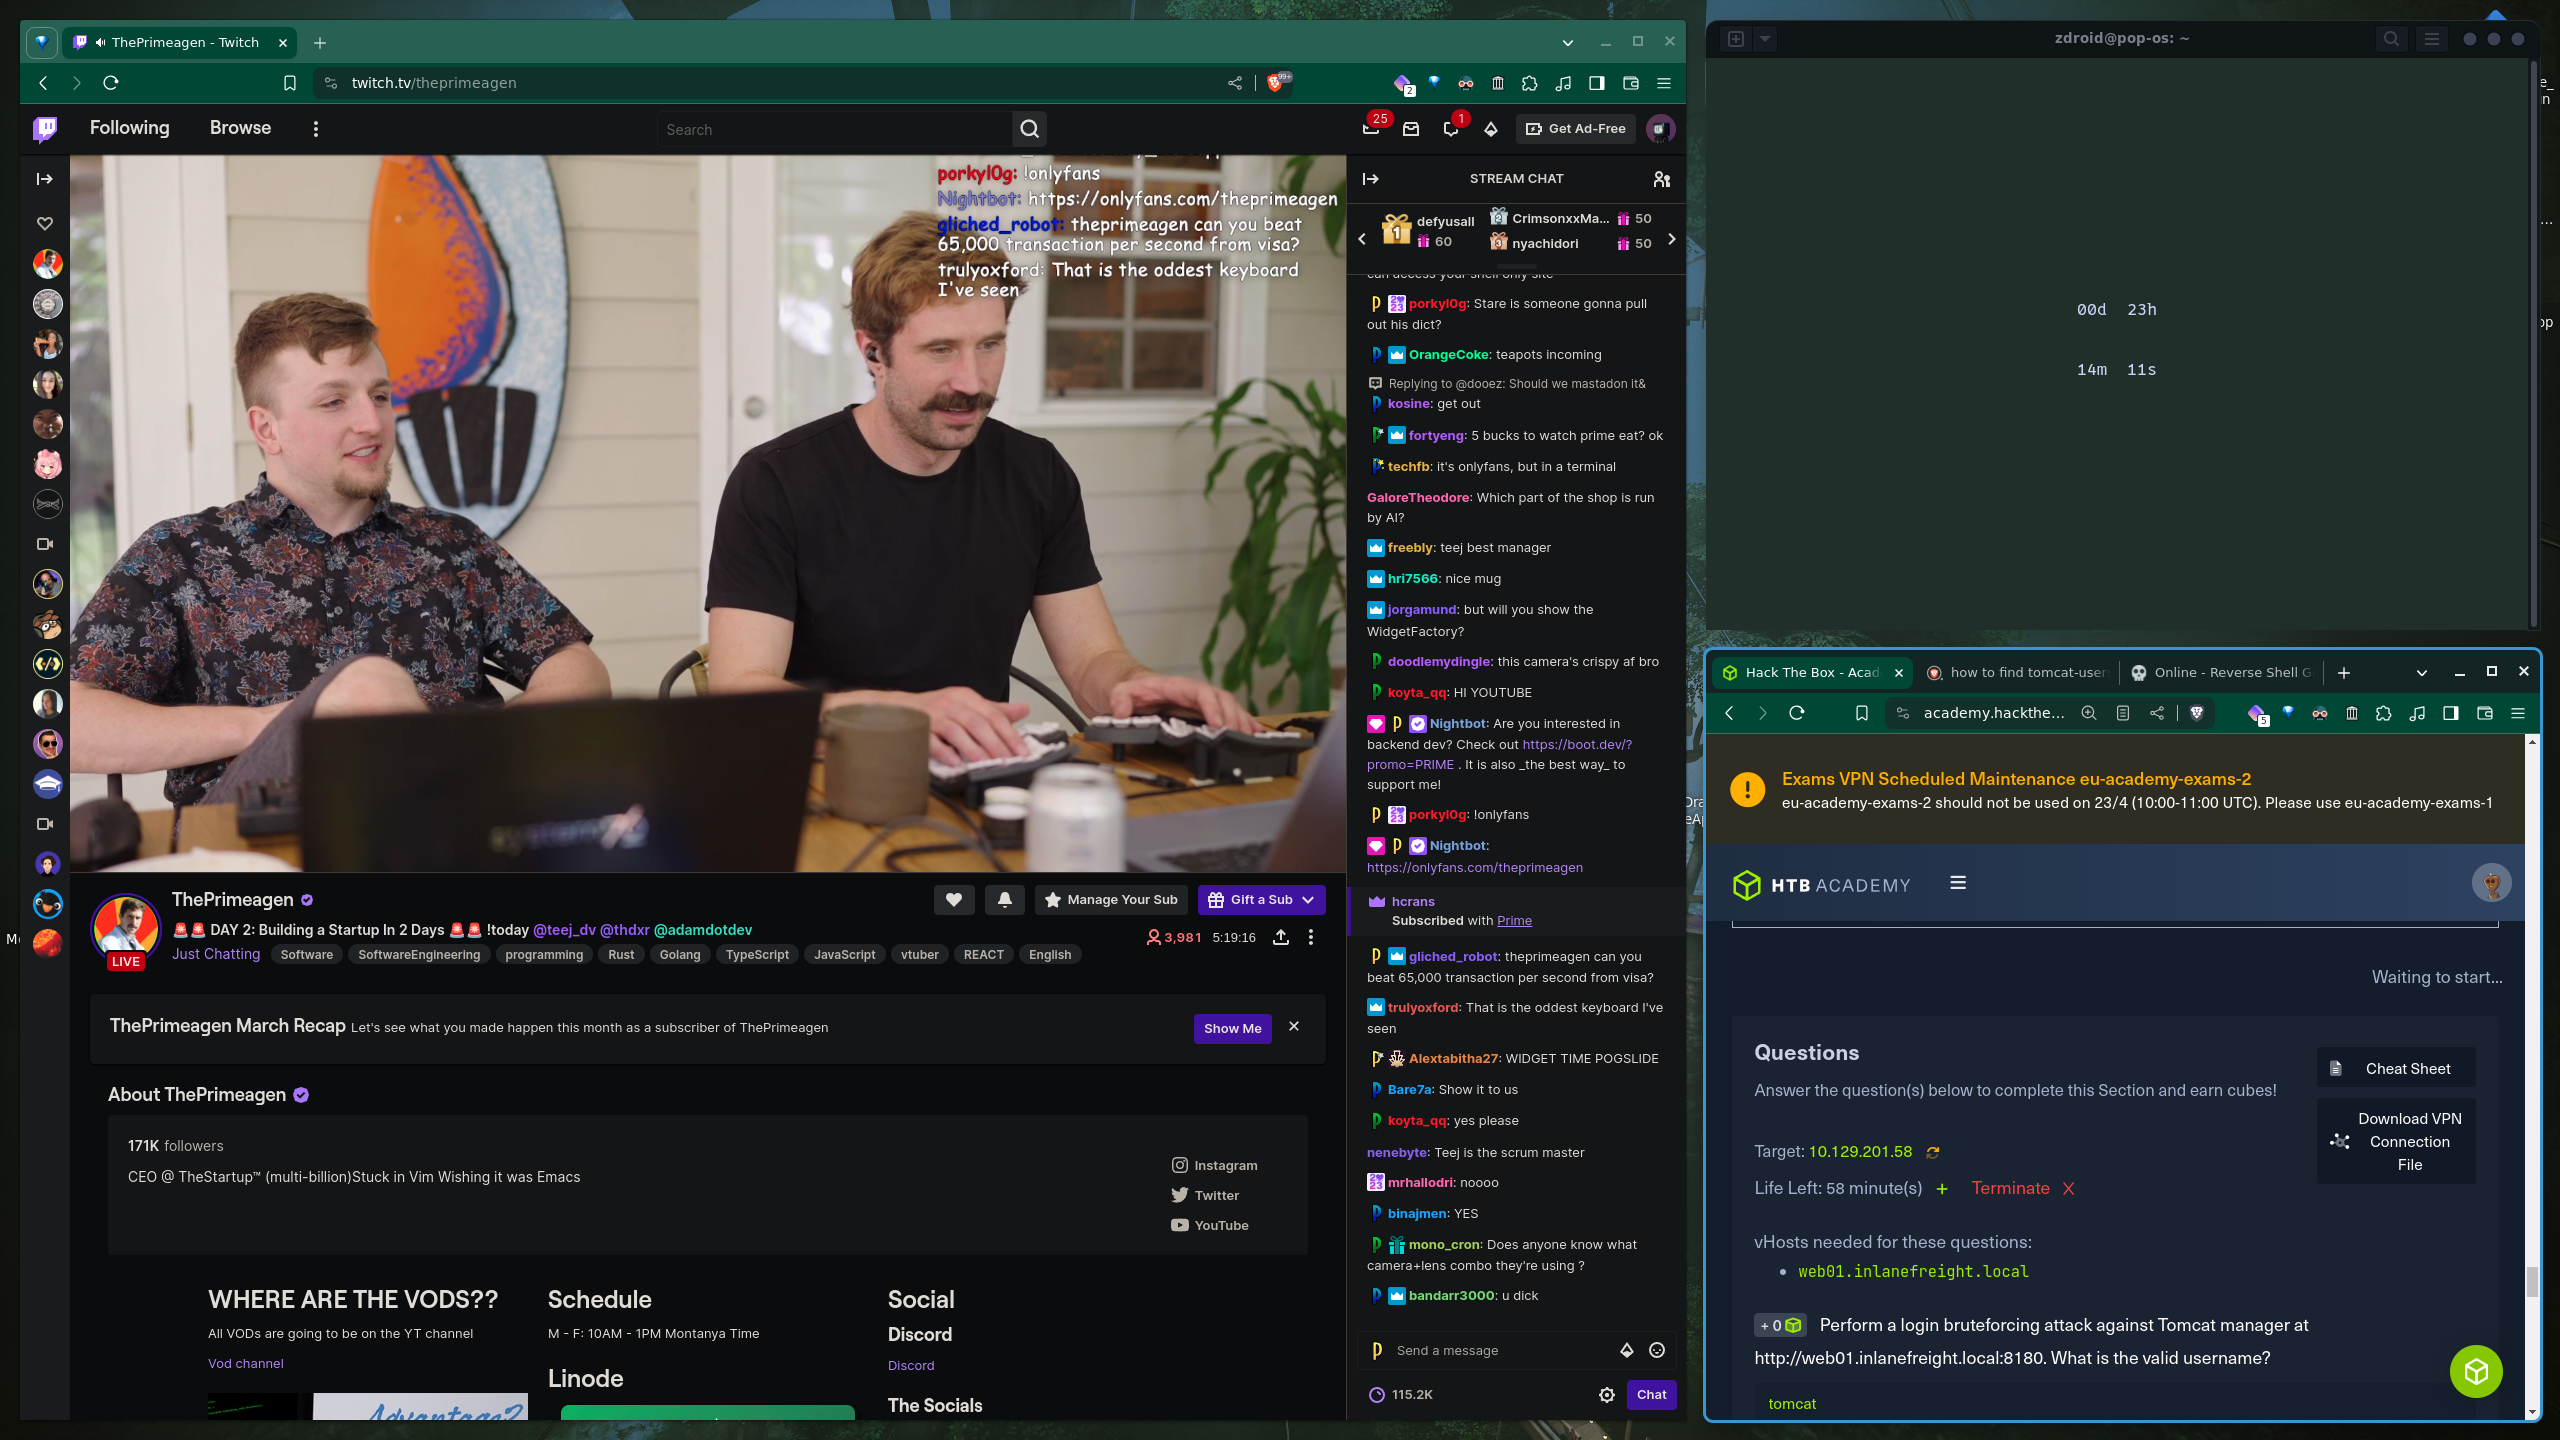 ThePrimeagen - Twitch
twitch.tv/theprimeagen
99+
2
Following
Browse
Search
25
1
Get Ad-Free
porkyl0g: !onlyfans
Nightbot: https://onlyfans.com/theprimeagen
gliched_robot: theprimeagen can you beat
65,000 transaction per second from visa?
trulyoxford: That is the oddest keyboard
I've seen
ThePrimeagen
Manage Your Sub
Gift a Sub
🚨🚨 DAY 2: Building a Startup In 2 Days 🚨🚨 !today @teej_dv @thdxr @adamdotdev
LIVE
3,981
5:19:16
Just Chatting
Software
SoftwareEngineering
programming
Rust
Golang
TypeScript
JavaScript
vtuber
REACT
English
ThePrimeagen March Recap Let's see what you made happen this month as a subscriber of ThePrimeagen
Show Me
About ThePrimeagen
171K followers
CEO @ TheStartup™ (multi-billion)Stuck in Vim Wishing it was Emacs
Instagram
Twitter
YouTube
WHERE ARE THE VODS??
All VODs are going to be on the YT channel
Vod channel
Schedule
M - F: 10AM - 1PM Montanya Time
Linode
Social
Discord
Discord
The Socials
STREAM CHAT
1
defyusall
60
2
CrimsonxxMa...
50
3
nyachidori
50
can access your shell only site
porkyl0g: Stare is someone gonna pull
out his dict?
OrangeCoke: teapots incoming
Replying to @dooez: Should we mastadon it&
kosine: get out
fortyeng: 5 bucks to watch prime eat? ok
techfb: it's onlyfans, but in a terminal
GaloreTheodore: Which part of the shop is run
by AI?
freebly: teej best manager
hri7566: nice mug
jorgamund: but will you show the
WidgetFactory?
doodlemydingle: this camera's crispy af bro
koyta_qq: HI YOUTUBE
Nightbot: Are you interested in
backend dev? Check out https://boot.dev/?
promo=PRIME . It is also _the best way_ to
support me!
porkyl0g: !onlyfans
Nightbot:
https://onlyfans.com/theprimeagen
hcrans
Subscribed with Prime
gliched_robot: theprimeagen can you
beat 65,000 transaction per second from visa?
trulyoxford: That is the oddest keyboard I've
seen
Alextabitha27: WIDGET TIME POGSLIDE
Bare7a: Show it to us
koyta_qq: yes please
nenebyte: Teej is the scrum master
mrhallodri: noooo
binajmen: YES
mono_cron: Does anyone know what
camera+lens combo they're using ?
bandarr3000: u dick
Send a message
115.2K
Chat
zdroid@pop-os: ~
00d 23h
14m 11s
Hack The Box - Acad
how to find tomcat-user
Online - Reverse Shell G
academy.hackthe...
5
Exams VPN Scheduled Maintenance eu-academy-exams-2
eu-academy-exams-2 should not be used on 23/4 (10:00-11:00 UTC). Please use eu-academy-exams-1
HTB ACADEMY
Waiting to start...
Questions
Answer the question(s) below to complete this Section and earn cubes!
Cheat Sheet
Download VPN
Connection
File
Target: 10.129.201.58
Life Left: 58 minute(s) + Terminate X
vHosts needed for these questions:
web01.inlanefreight.local
+ 0 Perform a login bruteforcing attack against Tomcat manager at
http://web01.inlanefreight.local:8180. What is the valid username?
tomcat